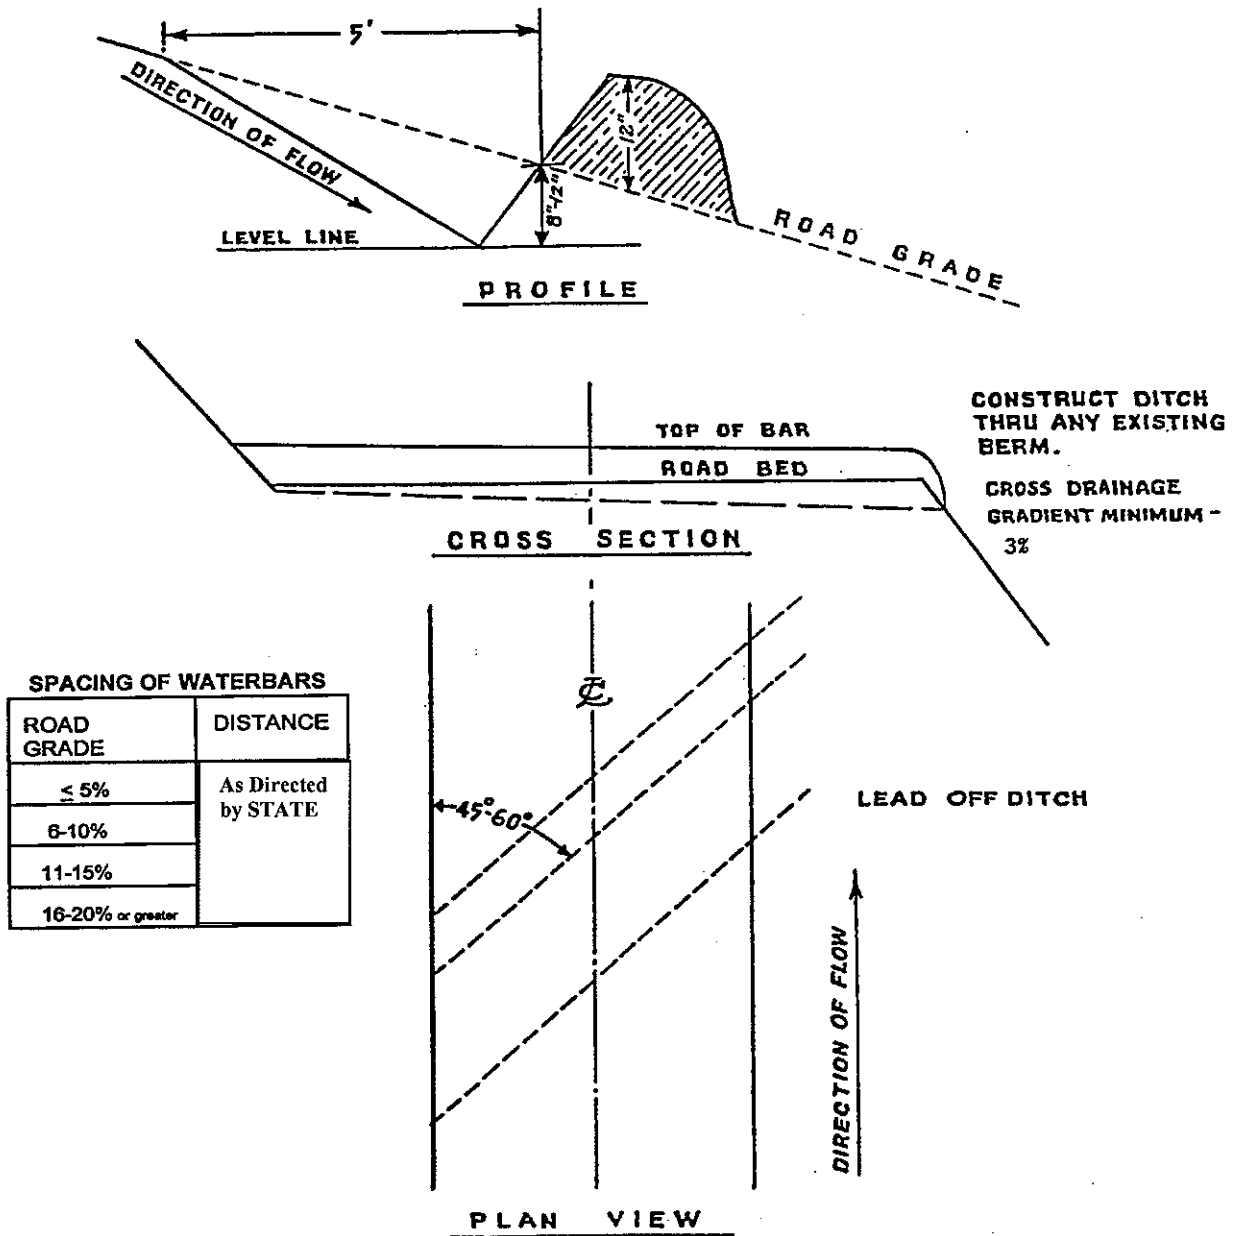 5'
DIRECTION OF FLOW
12"
8"-12"
LEVEL LINE
ROAD GRADE
PROFILE
TOP OF BAR
ROAD BED
CONSTRUCT DITCH
THRU ANY EXISTING
BERM.
CROSS DRAINAGE
GRADIENT MINIMUM -
3%
CROSS SECTION
℄
SPACING OF WATERBARS
ROAD
GRADE
DISTANCE
≤ 5%
As Directed
by STATE
6-10%
11-15%
16-20% or greater
45°-60°
LEAD OFF DITCH
DIRECTION OF FLOW
PLAN VIEW